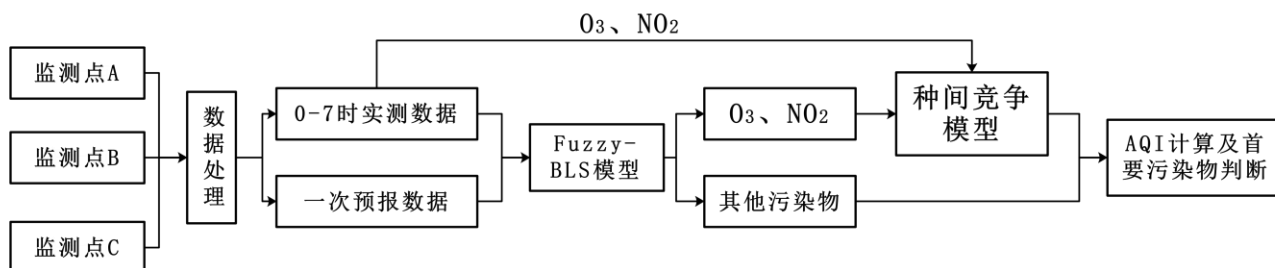 O₃、NO₂
监测点A
监测点B
监测点C
数据处理
0-7时实测数据
一次预报数据
Fuzzy-
BLS模型
O₃、NO₂
其他污染物
种间竞争
模型
AQI计算及首
要污染物判断